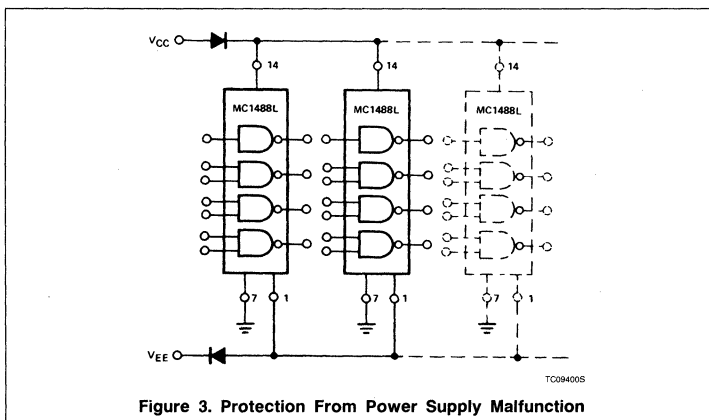 VCC
14 14 14
MC1488L MC1488L MC1488L
7 1 7 1 7 1
VEE
TC09400S
Figure 3. Protection From Power Supply Malfunction